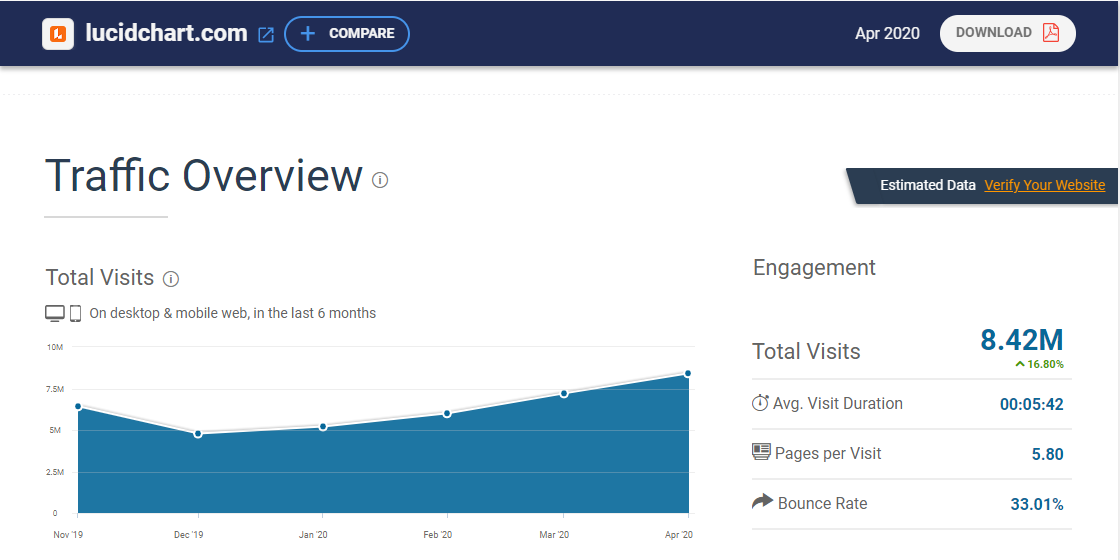 lucidchart.com
+ COMPARE
Apr 2020
DOWNLOAD
Traffic Overview
Estimated Data Verify Your Website
Total Visits
On desktop & mobile web, in the last 6 months
10M
7.5M
5M
2.5M
0
Nov '19 Dec '19 Jan '20 Feb '20 Mar '20 Apr '20
Engagement
Total Visits 8.42M
16.80%
Avg. Visit Duration 00:05:42
Pages per Visit 5.80
Bounce Rate 33.01%